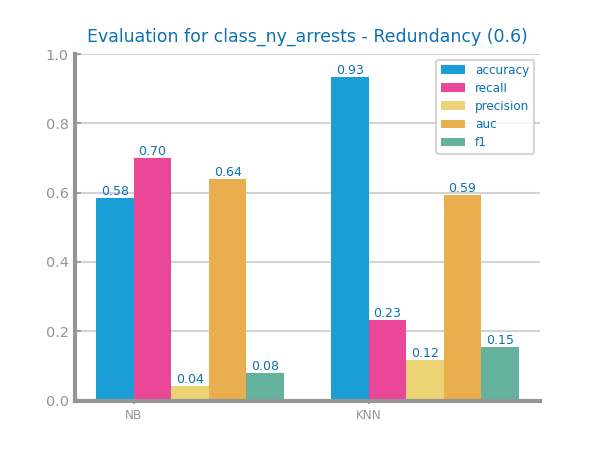 Evaluation for class_ny_arrests - Redundancy (0.6)
1.0
0.8
0.6
0.4
0.2
0.0
0.58
0.70
0.04
0.64
0.08
0.93
0.23
0.12
0.59
0.15
accuracy
recall
precision
auc
f1
NB
KNN